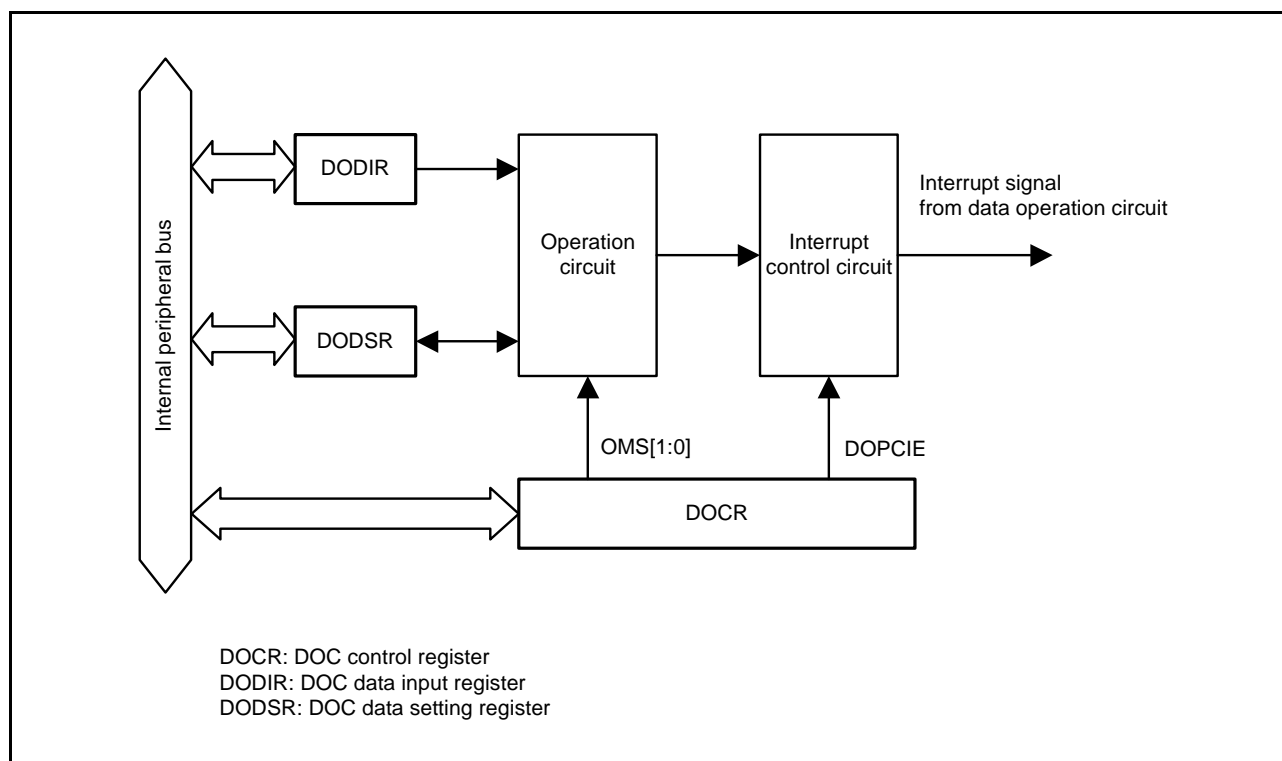 Internal peripheral bus
DODIR
DODSR
Operation
circuit
Interrupt
control circuit
Interrupt signal
from data operation circuit
OMS[1:0]
DOPCIE
DOCR
DOCR: DOC control register
DODIR: DOC data input register
DODSR: DOC data setting register